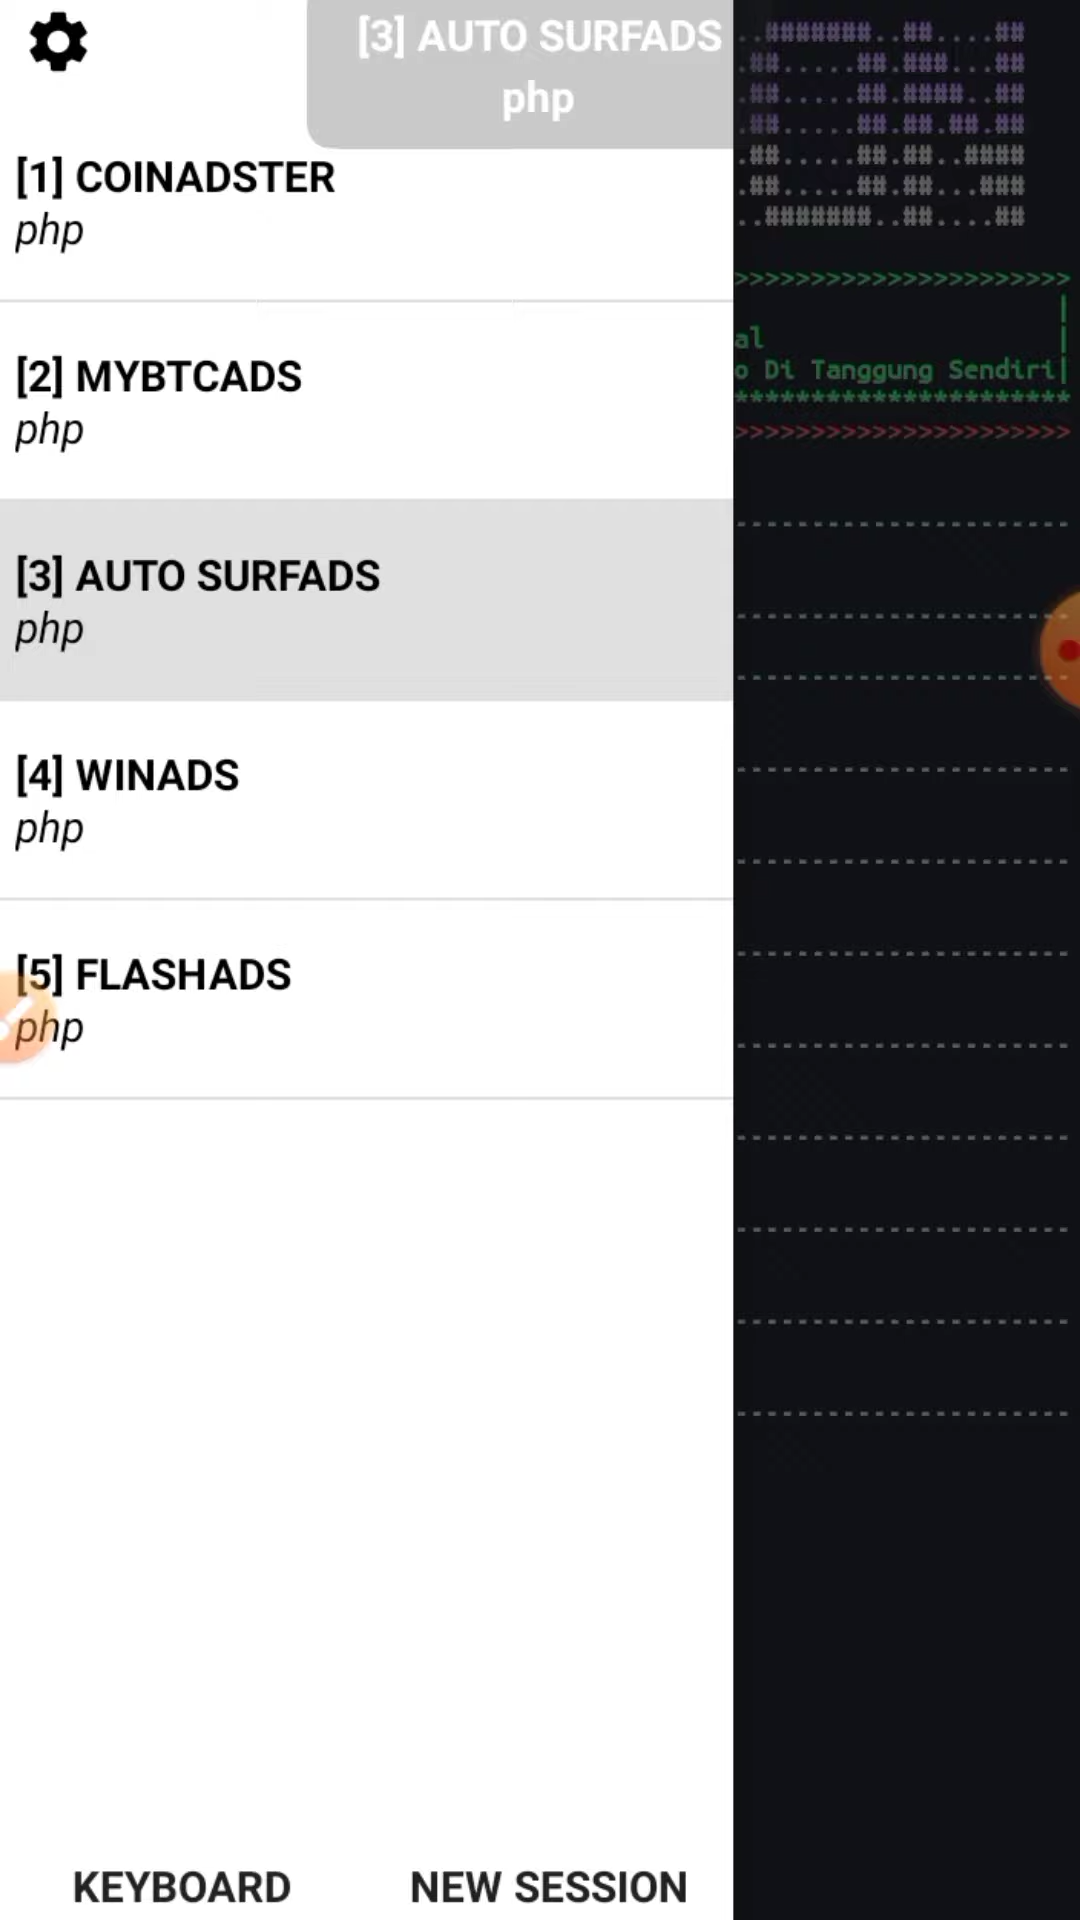 [3] AUTO SURFADS
php
[1] COINADSTER
php
[2] MYBTCADS
php
[3] AUTO SURFADS
php
[4] WINADS
php
[5] FLASHADS
php
KEYBOARD
NEW SESSION
..#######..##....##
.##.....##.###...##
.##.....##.####..##
.##.....##.##.##.##
.##.....##.##..####
.##.....##.##...###
..#######..##....##
>>>>>>>>>>>>>>>>>>>>>>
|
al |
o Di Tanggung Sendiri|
**********************
>>>>>>>>>>>>>>>>>>>>>>
----------------------
----------------------
----------------------
----------------------
----------------------
----------------------
----------------------
----------------------
----------------------
----------------------
----------------------